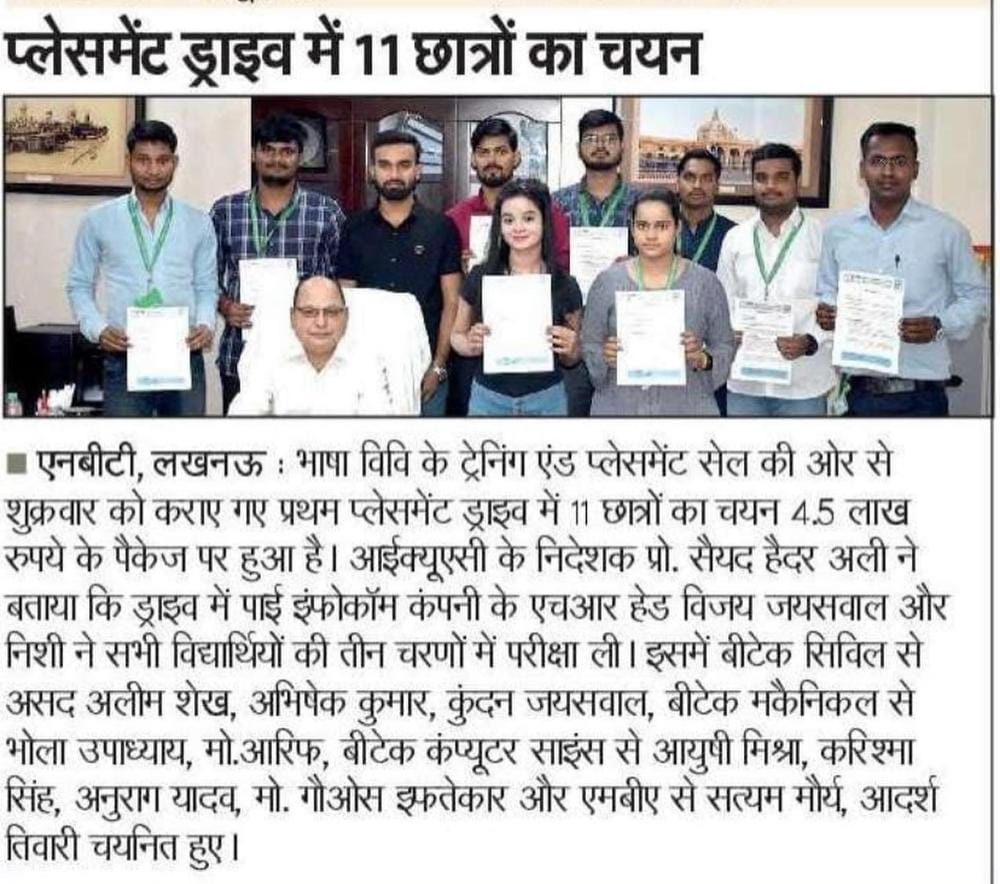 प्लेसमेंट ड्राइव में 11 छात्रों का चयन
एनबीटी, लखनऊ : भाषा विवि के ट्रेनिंग एंड प्लेसमेंट सेल की ओर से
शुक्रवार को कराए गए प्रथम प्लेसमेंट ड्राइव में 11 छात्रों का चयन 4.5 लाख
रुपये के पैकेज पर हुआ है। आईक्यूएसी के निदेशक प्रो. सैयद हैदर अली ने
बताया कि ड्राइव में पाई इंफोकॉम कंपनी के एचआर हेड विजय जयसवाल और
निशी ने सभी विद्यार्थियों की तीन चरणों में परीक्षा ली। इसमें बीटेक सिविल से
असद अलीम शेख, अभिषेक कुमार, कुंदन जयसवाल, बीटेक मकैनिकल से
भोला उपाध्याय, मो.आरिफ, बीटेक कंप्यूटर साइंस से आयुषी मिश्रा, करिश्मा
सिंह, अनुराग यादव, मो. गौओस इफ्तेकार और एमबीए से सत्यम मौर्य, आदर्श
तिवारी चयनित हुए।